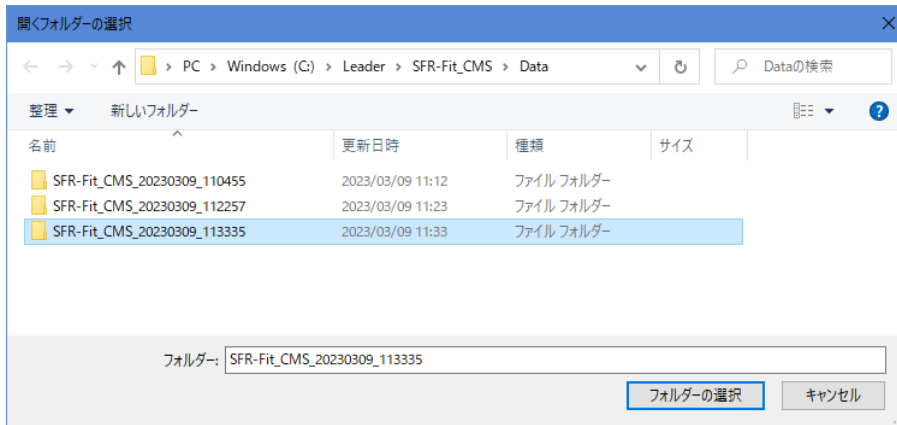 開くフォルダーの選択
PC > Windows (C:) > Leader > SFR-Fit_CMS > Data
Dataの検索
整理 新しいフォルダー
名前 更新日時 種類 サイズ
SFR-Fit_CMS_20230309_110455 2023/03/09 11:12 ファイル フォルダー
SFR-Fit_CMS_20230309_112257 2023/03/09 11:23 ファイル フォルダー
SFR-Fit_CMS_20230309_113335 2023/03/09 11:33 ファイル フォルダー
フォルダー: SFR-Fit_CMS_20230309_113335
フォルダーの選択 キャンセル